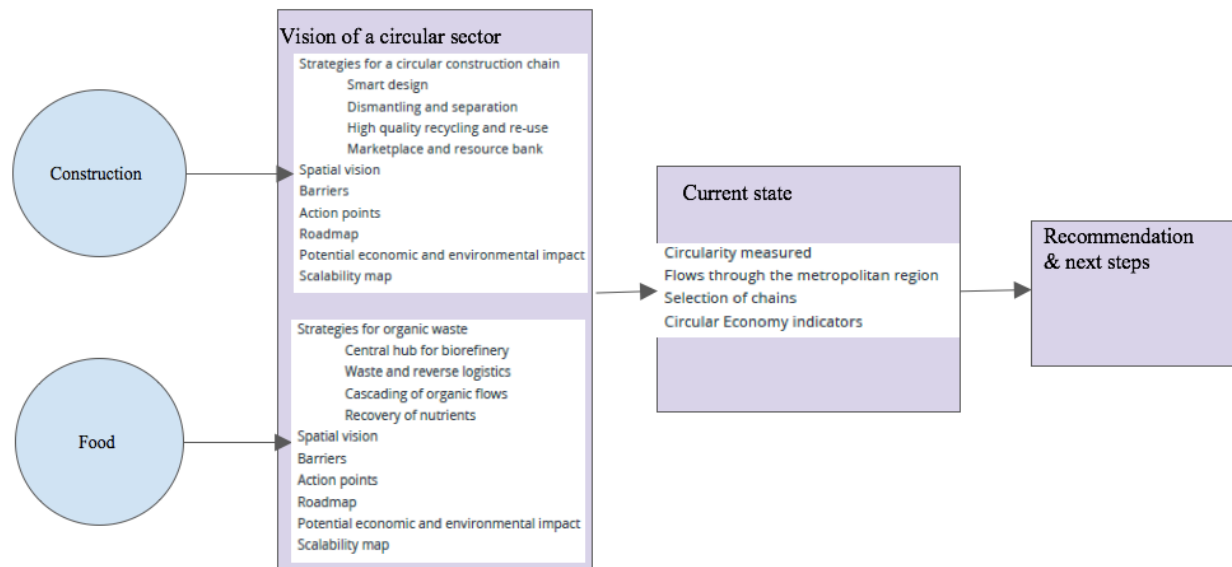 Construction
Food
Vision of a circular sector
Strategies for a circular construction chain
Smart design
Dismantling and separation
High quality recycling and re-use
Marketplace and resource bank
Spatial vision
Barriers
Action points
Roadmap
Potential economic and environmental impact
Scalability map
Strategies for organic waste
Central hub for biorefinery
Waste and reverse logistics
Cascading of organic flows
Recovery of nutrients
Spatial vision
Barriers
Action points
Roadmap
Potential economic and environmental impact
Scalability map
Current state
Circularity measured
Flows through the metropolitan region
Selection of chains
Circular Economy indicators
Recommendation
& next steps